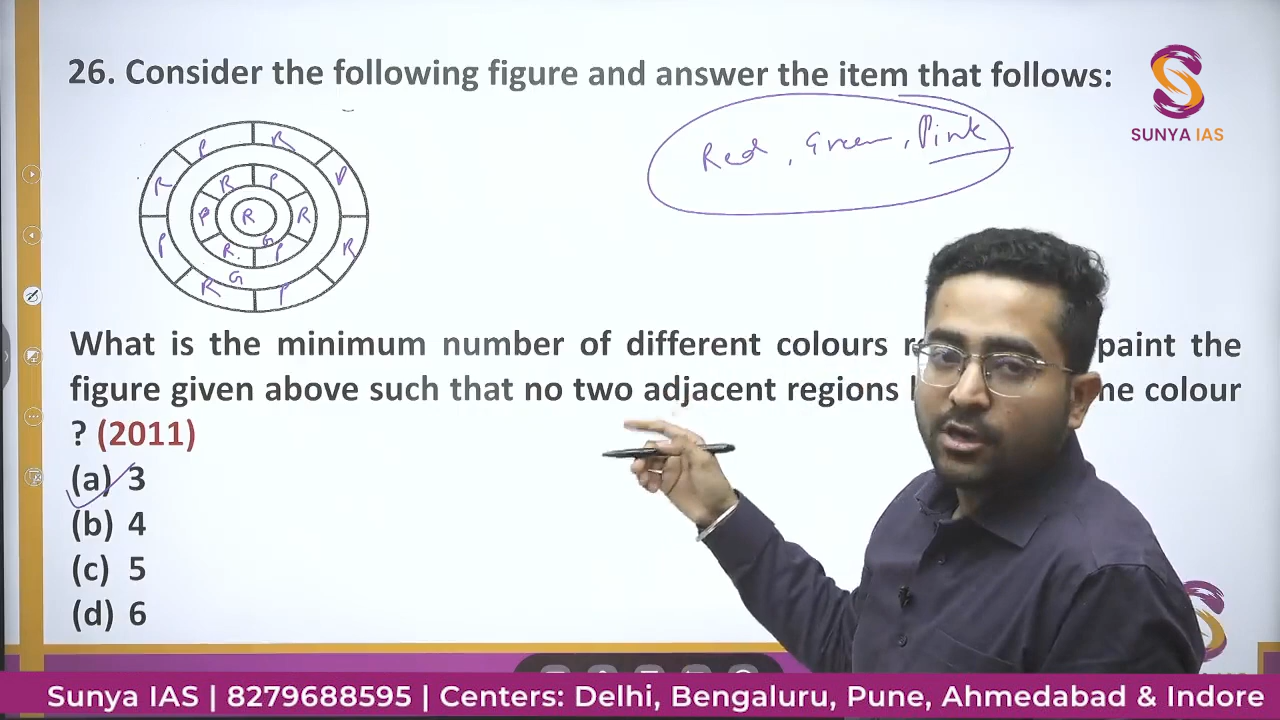 26. Consider the following figure and answer the item that follows:
SUNYA IAS
Red, Green, Pink
P R
R P
R P
P R
R
R. P
G
P R
G
R P
What is the minimum number of different colours paint the
figure given above such that no two adjacent regions colour
? (2011)
(a) 3
(b) 4
(c) 5
(d) 6
Sunya IAS | 8279688595 | Centers: Delhi, Bengaluru, Pune, Ahmedabad & Indore